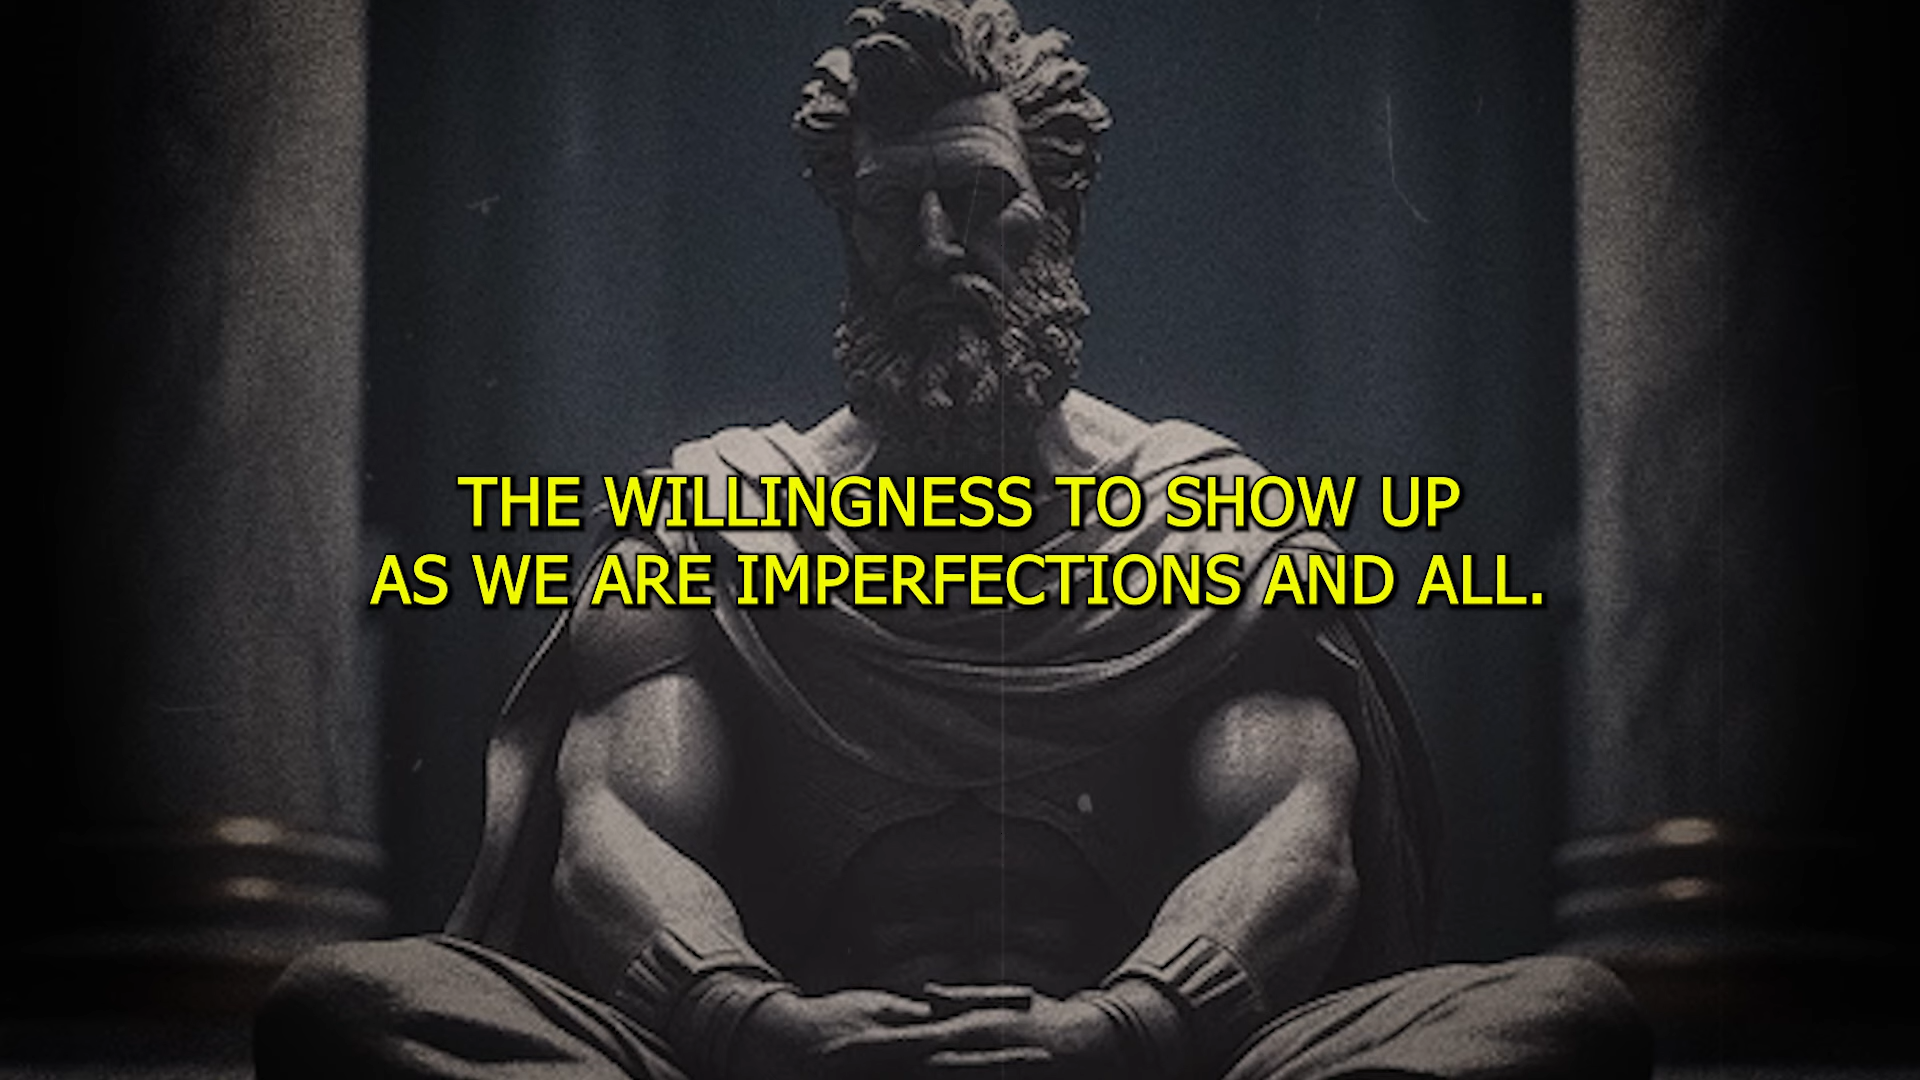 THE WILLINGNESS TO SHOW UP
AS WE ARE IMPERFECTIONS AND ALL.